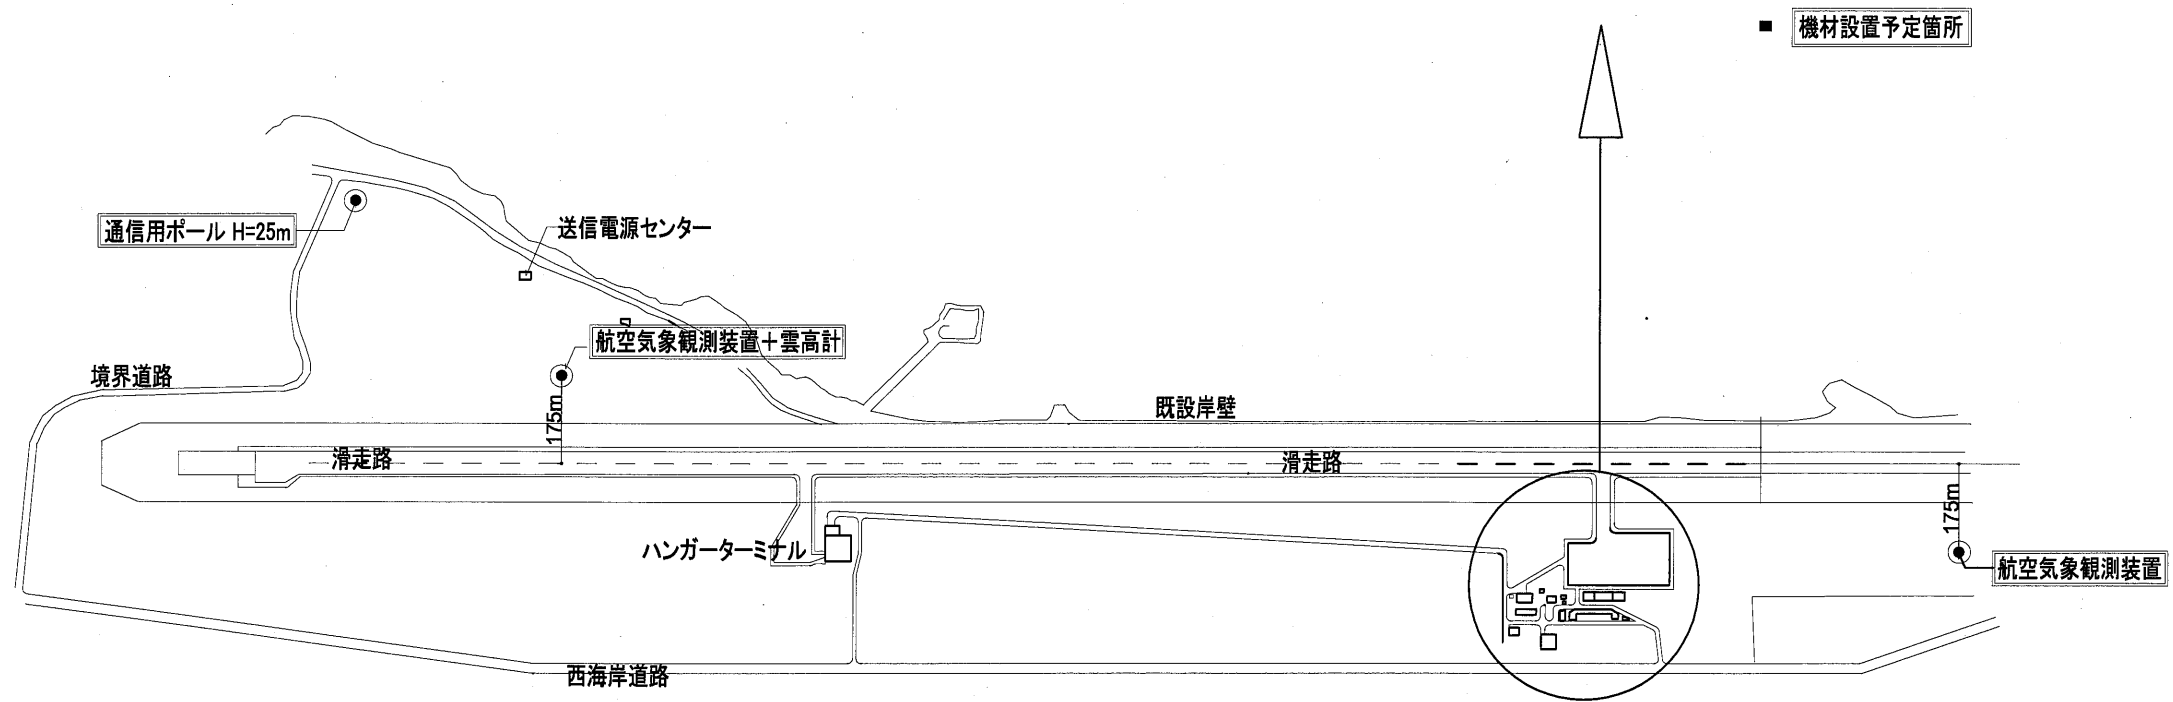 機材設置予定箇所
通信用ポール H=25m
送信電源センター
航空気象観測装置＋雲高計
境界道路
175m
既設岸壁
滑走路
滑走路
175m
ハンガーターミナル
航空気象観測装置
西海岸道路